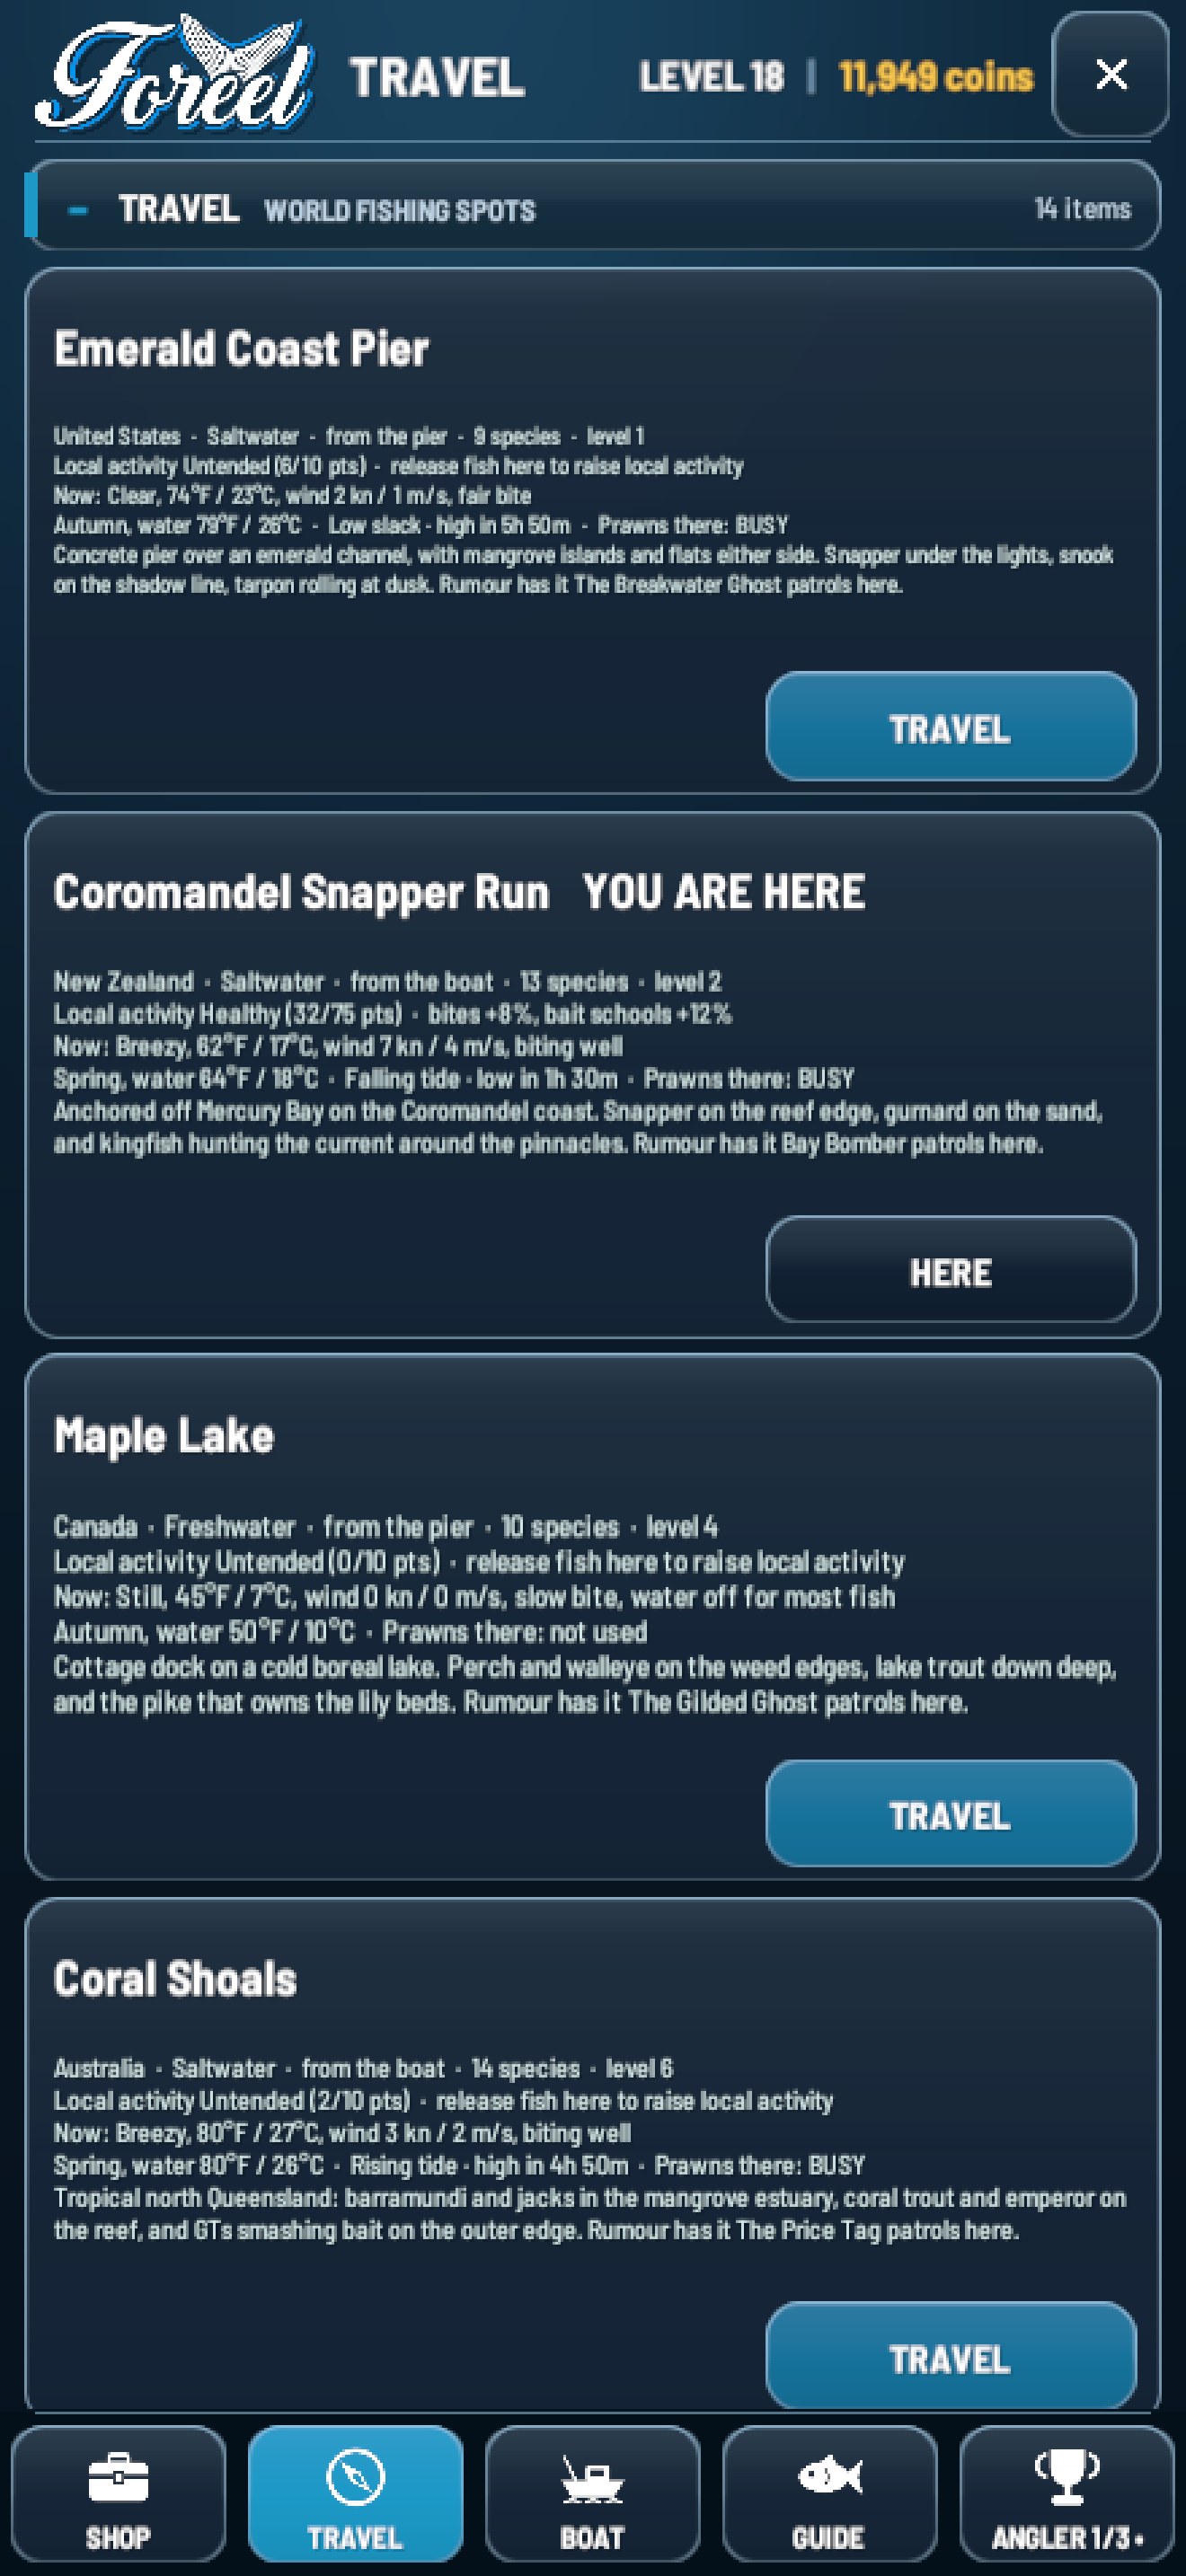 Foreel TRAVEL LEVEL 18 | 11,949 coins ×
– TRAVEL WORLD FISHING SPOTS 14 items
Emerald Coast Pier
United States · Saltwater · from the pier · 9 species · level 1
Local activity Untended (6/10 pts) · release fish here to raise local activity
Now: Clear, 74°F / 23°C, wind 2 kn / 1 m/s, fair bite
Autumn, water 79°F / 26°C · Low slack · high in 5h 50m · Prawns there: BUSY
Concrete pier over an emerald channel, with mangrove islands and flats either side. Snapper under the lights, snook
on the shadow line, tarpon rolling at dusk. Rumour has it The Breakwater Ghost patrols here.
TRAVEL
Coromandel Snapper Run YOU ARE HERE
New Zealand · Saltwater · from the boat · 13 species · level 2
Local activity Healthy (32/75 pts) · bites +8%, bait schools +12%
Now: Breezy, 62°F / 17°C, wind 7 kn / 4 m/s, biting well
Spring, water 64°F / 18°C · Falling tide · low in 1h 30m · Prawns there: BUSY
Anchored off Mercury Bay on the Coromandel coast. Snapper on the reef edge, gurnard on the sand,
and kingfish hunting the current around the pinnacles. Rumour has it Bay Bomber patrols here.
HERE
Maple Lake
Canada · Freshwater · from the pier · 10 species · level 4
Local activity Untended (0/10 pts) · release fish here to raise local activity
Now: Still, 45°F / 7°C, wind 0 kn / 0 m/s, slow bite, water off for most fish
Autumn, water 50°F / 10°C · Prawns there: not used
Cottage dock on a cold boreal lake. Perch and walleye on the weed edges, lake trout down deep,
and the pike that owns the lily beds. Rumour has it The Gilded Ghost patrols here.
TRAVEL
Coral Shoals
Australia · Saltwater · from the boat · 14 species · level 6
Local activity Untended (2/10 pts) · release fish here to raise local activity
Now: Breezy, 80°F / 27°C, wind 3 kn / 2 m/s, biting well
Spring, water 80°F / 26°C · Rising tide · high in 4h 50m · Prawns there: BUSY
Tropical north Queensland: barramundi and jacks in the mangrove estuary, coral trout and emperor on
the reef, and GTs smashing bait on the outer edge. Rumour has it The Price Tag patrols here.
TRAVEL
SHOP TRAVEL BOAT GUIDE ANGLER 1/3 •